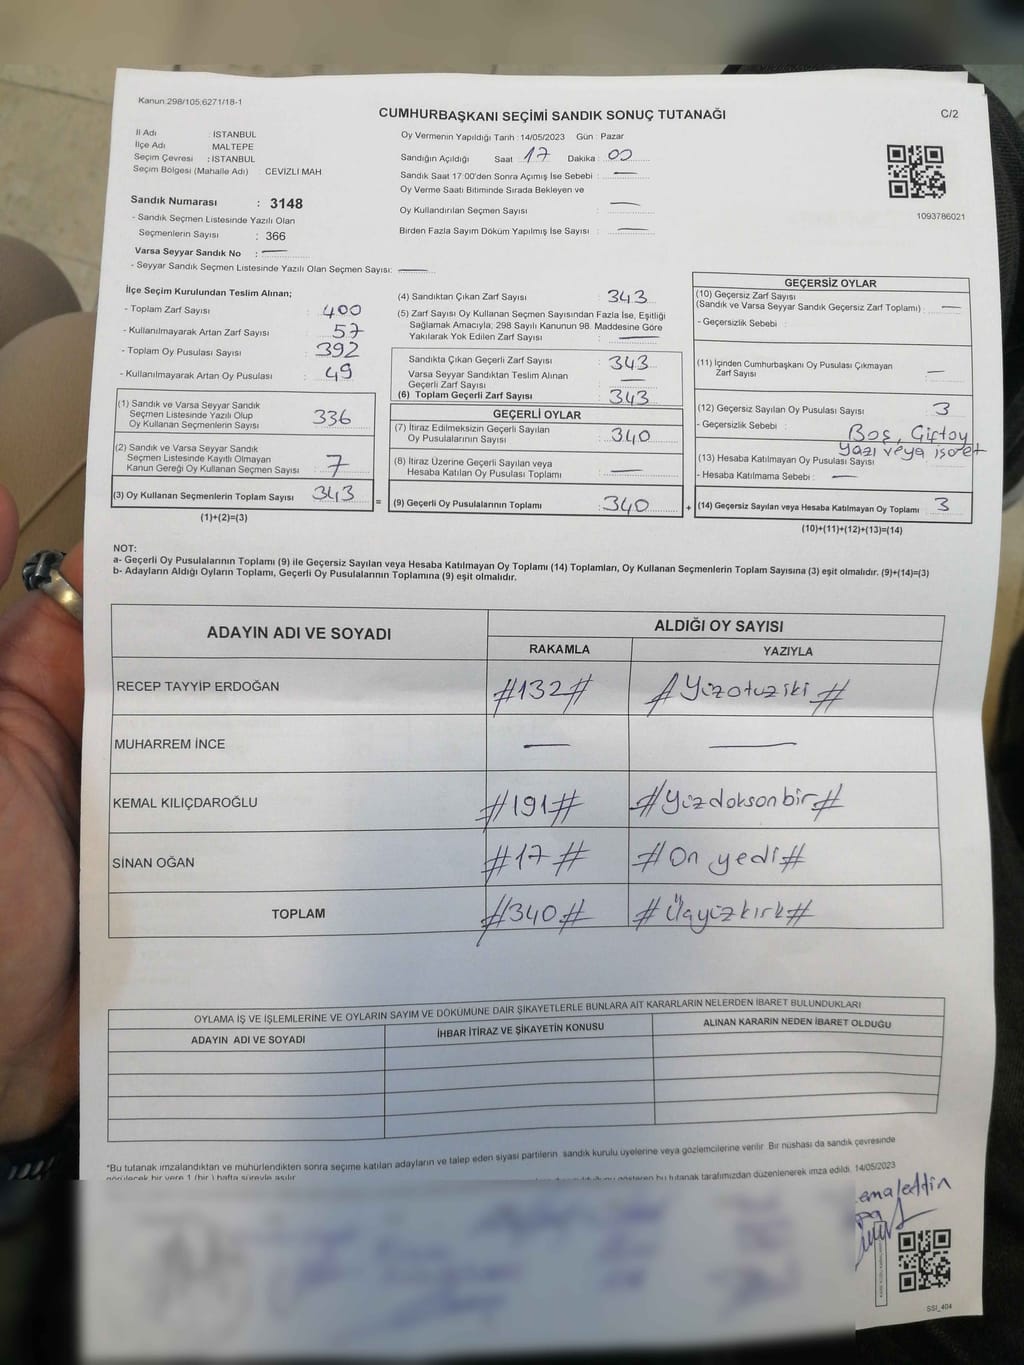 Kanun.298/105;6271/18-1
CUMHURBAŞKANI SEÇİMİ SANDIK SONUÇ TUTANAĞI
C/2
İl Adı : İSTANBUL
İlçe Adı MALTEPE
Seçim Çevresi : İSTANBUL
Seçim Bölgesi (Mahalle Adı) : CEVİZLİ MAH
Sandık Numarası : 3148
- Sandık Seçmen Listesinde Yazılı Olan
Seçmenlerin Sayısı : 366
Varsa Seyyar Sandık No : —
- Seyyar Sandık Seçmen Listesinde Yazılı Olan Seçmen Sayısı: —
Oy Vermenin Yapıldığı Tarih :14/05/2023 Gün : Pazar
Sandığın Açıldığı Saat 17 Dakika : 00
Sandık Saat 17:00'den Sonra Açımış İse Sebebi : —
Oy Verme Saati Bitiminde Sırada Bekleyen ve
Oy Kullandırılan Seçmen Sayısı : —
Birden Fazla Sayım Döküm Yapılmış İse Sayısı : —
1093786021
İlçe Seçim Kurulundan Teslim Alınan;
- Toplam Zarf Sayısı : 400
- Kullanılmayarak Artan Zarf Sayısı : 57
- Toplam Oy Pusulası Sayısı : 392
- Kullanılmayarak Artan Oy Pusulası : 49
(1) Sandık ve Varsa Seyyar Sandık
Seçmen Listesinde Yazılı Olup
Oy Kullanan Seçmenlerin Sayısı : 336
(2) Sandık ve Varsa Seyyar Sandık
Seçmen Listesinde Kayıtlı Olmayan
Kanun Gereği Oy Kullanan Seçmen Sayısı : 7
(3) Oy Kullanan Seçmenlerin Toplam Sayısı : 343 =
(1)+(2)=(3)
(4) Sandıktan Çıkan Zarf Sayısı : 343
(5) Zarf Sayısı Oy Kullanan Seçmen Sayısından Fazla İse, Eşitliği
Sağlamak Amacıyla; 298 Sayılı Kanunun 98. Maddesine Göre
Yakılarak Yok Edilen Zarf Sayısı : —
Sandıkta Çıkan Geçerli Zarf Sayısı : 343
Varsa Seyyar Sandıktan Teslim Alınan
Geçerli Zarf Sayısı : —
(6) Toplam Geçerli Zarf Sayısı : 343
GEÇERLİ OYLAR
(7) İtiraz Edilmeksizin Geçerli Sayılan
Oy Pusulalarının Sayısı : 340
(8) İtiraz Üzerine Geçerli Sayılan veya
Hesaba Katılan Oy Pusulalarının Toplamı : —
(9) Geçerli Oy Pusulalarının Toplamı : 340 +
GEÇERSİZ OYLAR
(10) Geçersiz Zarf Sayısı
(Sandık ve Varsa Seyyar Sandık Geçersiz Zarf Toplamı) : —
- Geçersizlik Sebebi :
(11) İçinden Cumhurbaşkanı Oy Pusulası Çıkmayan
Zarf Sayısı : —
(12) Geçersiz Sayılan Oy Pusulası Sayısı : 3
- Geçersizlik Sebebi : Boş, Çiftoy
yazı veya işaret
(13) Hesaba Katılmayan Oy Pusulası Sayısı
- Hesaba Katılmama Sebebi : —
(14) Geçersiz Sayılan veya Hesaba Katılmayan Oy Toplamı : 3
(10)+(11)+(12)+(13)=(14)
NOT:
a- Geçerli Oy Pusulalarının Toplamı (9) ile Geçersiz Sayılan veya Hesaba Katılmayan Oy Toplamı (14) Toplamları, Oy Kullanan Seçmenlerin Toplam Sayısına (3) eşit olmalıdır. (9)+(14)=(3)
b- Adayların Aldığı Oyların Toplamı, Geçerli Oy Pusulalarının Toplamına (9) eşit olmalıdır.
ADAYIN ADI VE SOYADI ALDIĞI OY SAYISI
RAKAMLA YAZIYLA
RECEP TAYYİP ERDOĞAN #132# #Yüzotuziki#
MUHARREM İNCE — —
KEMAL KILIÇDAROĞLU #191# #Yüzdoksanbir#
SİNAN OĞAN #17# #On yedi#
TOPLAM #340# #Üçyüzkırk#
OYLAMA İŞ VE İŞLEMLERİNE VE OYLARIN SAYIM VE DÖKÜMÜNE DAİR ŞİKAYETLERLE BUNLARA AİT KARARLARIN NELERDEN İBARET BULUNDUKLARI
ADAYIN ADI VE SOYADI İHBAR İTİRAZ VE ŞİKAYETİN KONUSU ALINAN KARARIN NEDEN İBARET OLDUĞU
*Bu tutanak imzalandıktan ve mühürlendikten sonra seçime katılan adayların ve talep eden siyasi partilerin sandık kurulu üyelerine veya gözlemcilerine verilir. Bir nüshası da sandık çevresinde
bu tutanak tarafımızdan düzenlenerek imza edildi. 14/05/2023
SSI_404